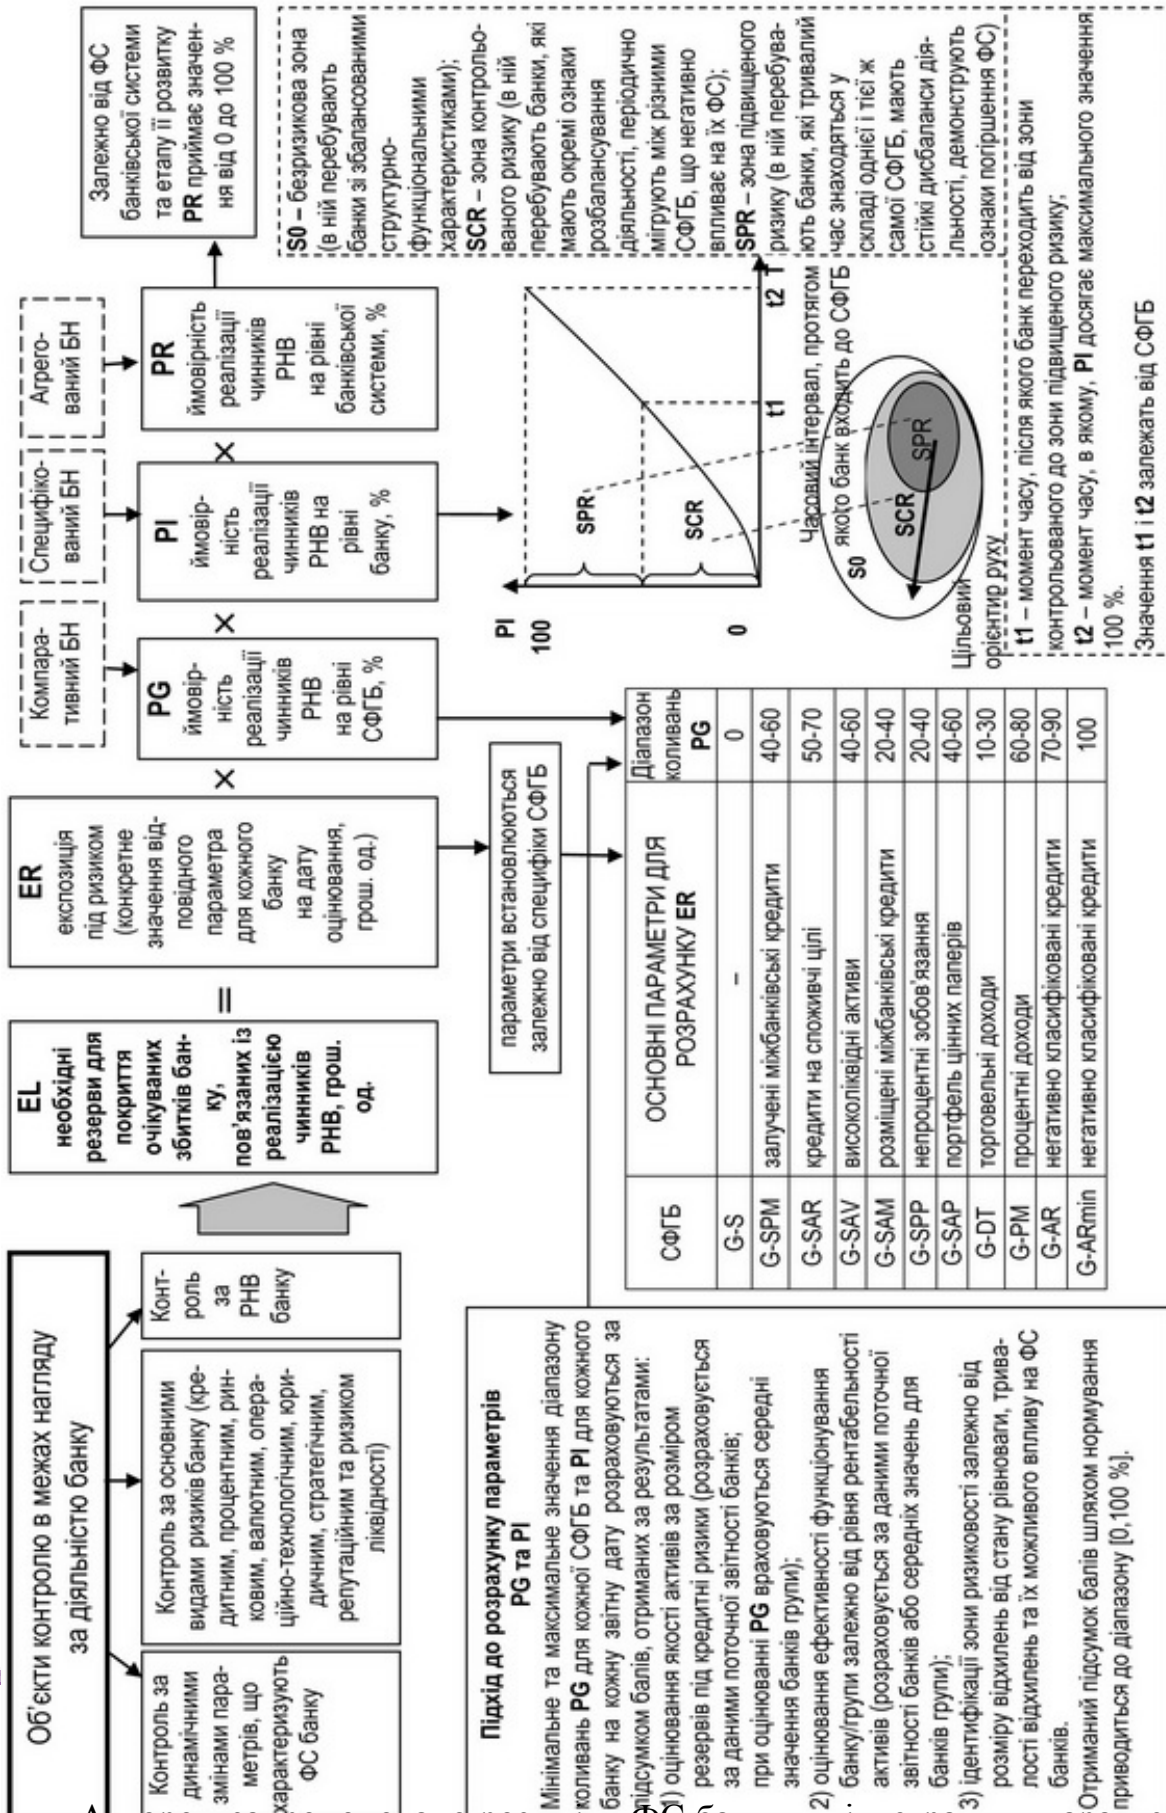 Об'єкти контролю в межах нагляду
за діяльністю банку
Контроль за
динамічними
змінами пара-
метрів, що
характеризують
ФС банку
Контроль за основними
видами ризиків банку (кре-
дитним, процентним, рин-
ковим, валютним, опера-
ційно-технологічним, юри-
дичним, стратегічним,
репутаційним та ризиком
ліквідності)
Конт-
роль
за
РНВ
банку
EL
необхідні
резерви для
покриття
очікуваних
збитків бан-
ку,
пов'язаних із
реалізацією
чинників
РНВ, грош.
од.
=
ER
експозиція
під ризиком
(конкретне
значення від-
повідного
параметра
для кожного
банку
на дату
оцінювання,
грош. од.)
×
Компара-
тивний БН
PG
ймовір-
ність
реалізації
чинників
РНВ
на рівні
СФГБ, %
×
Специфіко-
ваний БН
PI
ймовір-
ність
реалізації
чинників
РНВ на
рівні
банку, %
×
Агрего-
ваний БН
PR
ймовірність
реалізації
чинників
РНВ
на рівні
банківської
системи, %
Залежно від ФС
банківської системи
та етапу її розвитку
PR приймає значен-
ня від 0 до 100 %
Підхід до розрахунку параметрів
PG та PI
Мінімальне та максимальне значення діапазону
коливань PG для кожної СФГБ та PI для кожного
банку на кожну звітну дату розраховуються за
підсумком балів, отриманих за результатами:
1) оцінювання якості активів за розміром
резервів під кредитні ризики (розраховується
за даними поточної звітності банків;
при оцінюванні PG враховуються середні
значення банків групи);
2) оцінювання ефективності функціонування
банку/групи залежно від рівня рентабельності
активів (розраховується за даними поточної
звітності банків або середніх значень для
банків групи);
3) ідентифікації зони ризиковості залежно від
розміру відхилень від стану рівноваги, трива-
лості відхилень та їх можливого впливу на ФС
банків.
Отриманий підсумок балів шляхом нормування
приводиться до діапазону [0,100 %].
параметри встановлюються
залежно від специфіки СФГБ
СФГБ ОСНОВНІ ПАРАМЕТРИ ДЛЯ РОЗРАХУНКУ ER Діапазон коливань PG
G-S – 0
G-SPM залучені міжбанківські кредити 40-60
G-SAR кредити на споживчі цілі 50-70
G-SAV високоліквідні активи 40-60
G-SAM розміщені міжбанківські кредити 20-40
G-SPP непроцентні зобов'язання 20-40
G-SAP портфель цінних паперів 40-60
G-DT торговельні доходи 10-30
G-PM процентні доходи 60-80
G-AR негативно класифіковані кредити 70-90
G-ARmin негативно класифіковані кредити 100
PI
100
SPR
SCR
0
t1
t2
T
Часовий інтервал, протягом
якого банк входить до СФГБ
S0
SCR
SPR
Цільовий
орієнтир руху
S0 – безризикова зона
(в ній перебувають
банки зі збалансованими
структурно-
функціональними
характеристиками);
SCR – зона контрольо-
ваного ризику (в ній
перебувають банки, які
мають окремі ознаки
розбалансування
діяльності, періодично
мігрують між різними
СФГБ, що негативно
впливає на їх ФС);
SPR – зона підвищеного
ризику (в ній перебува-
ють банки, які тривалий
час знаходяться у
складі однієї і тієї ж
самої СФГБ, мають
стійкі дисбаланси дія-
льності, демонструють
ознаки погіршення ФС)
t1 – момент часу, після якого банк переходить від зони
контрольованого до зони підвищеного ризику;
t2 – момент часу, в якому, PI досягає максимального значення
100 %.
Значення t1 і t2 залежать від СФГБ